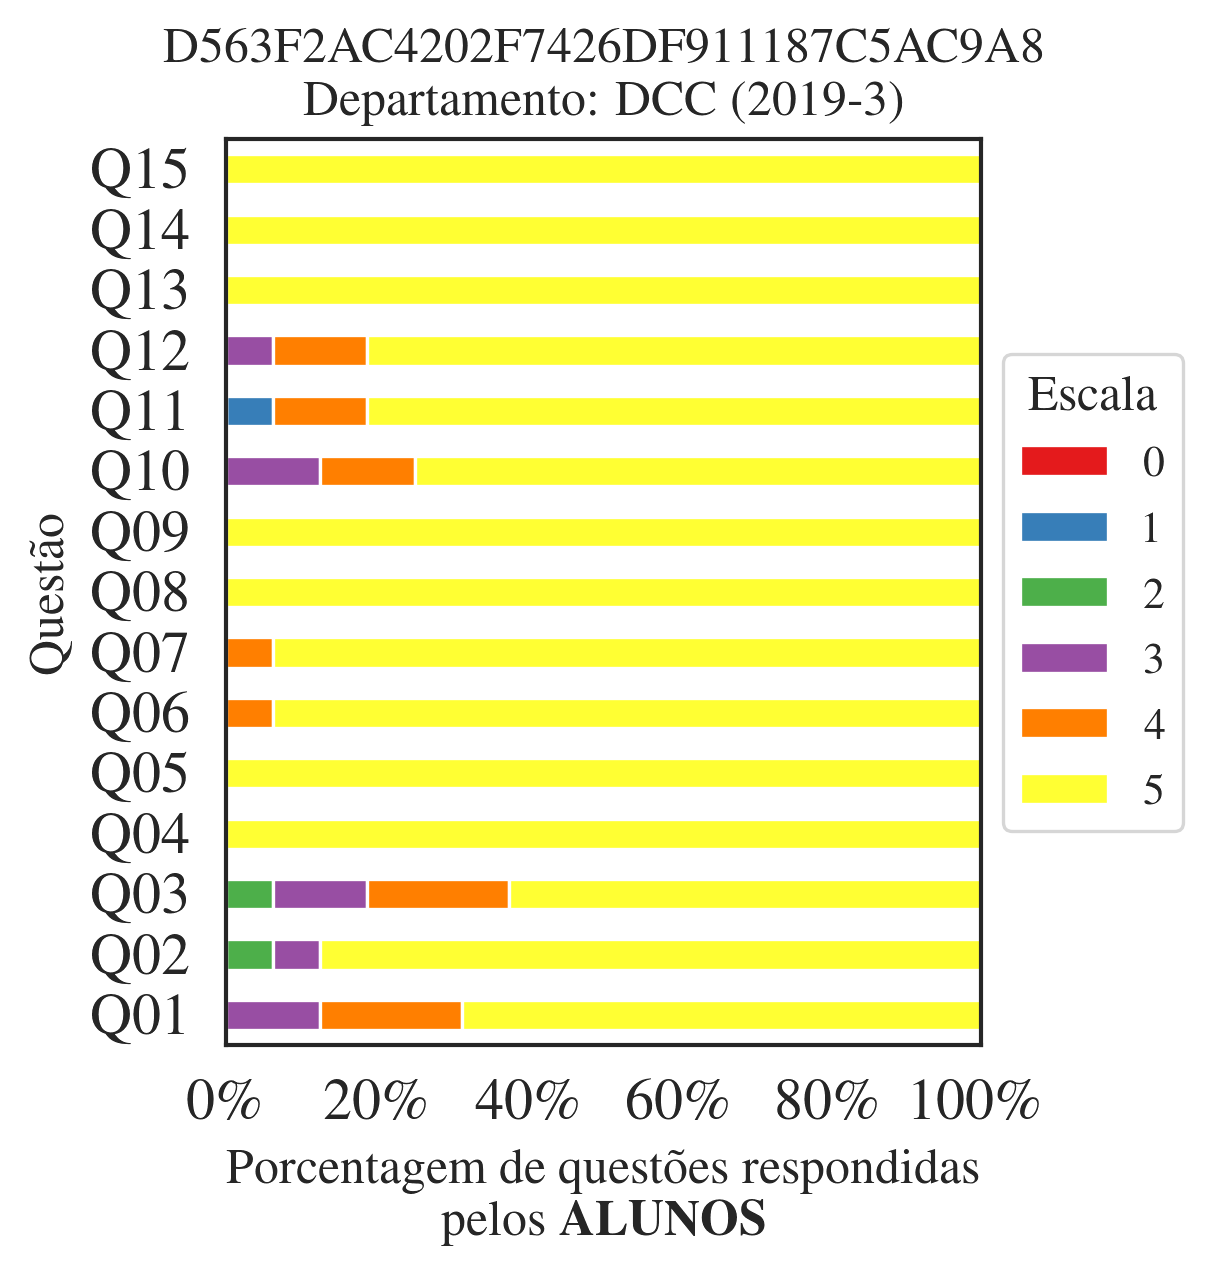 D563F2AC4202F7426DF911187C5AC9A8
Departamento: DCC (2019-3)
Questão
Q15
Q14
Q13
Q12
Q11
Q10
Q09
Q08
Q07
Q06
Q05
Q04
Q03
Q02
Q01
0% 20% 40% 60% 80% 100%
Porcentagem de questões respondidas
pelos ALUNOS
Escala
0
1
2
3
4
5